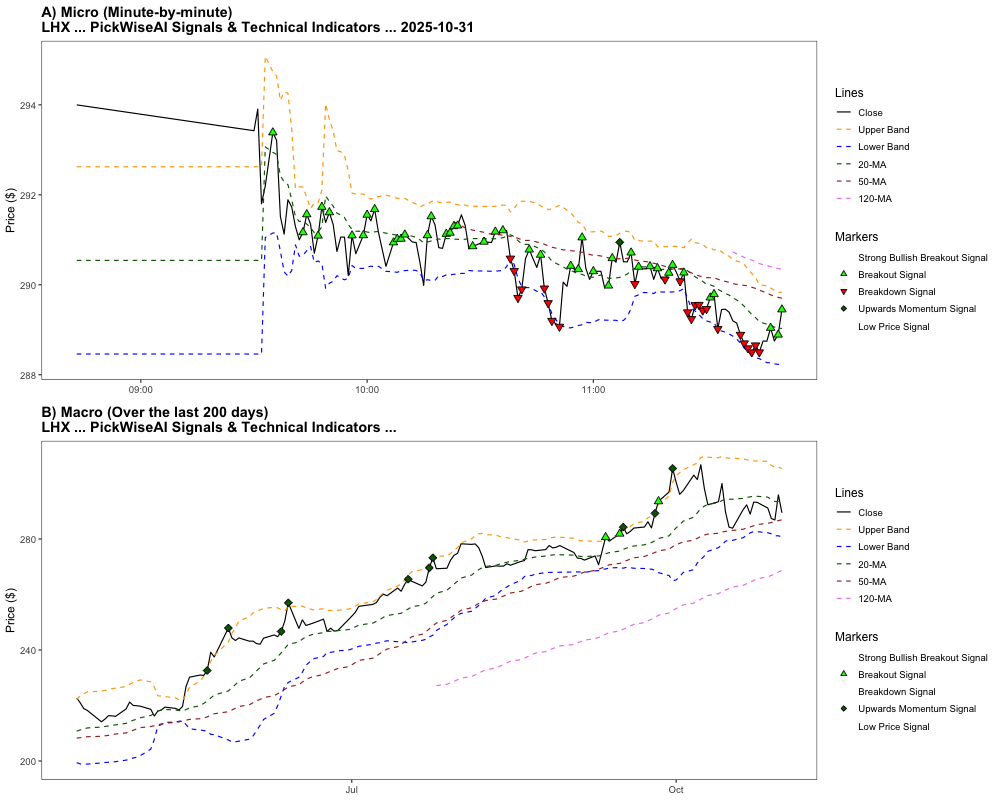 A) Micro (Minute-by-minute)
LHX ... PickWiseAI Signals & Technical Indicators ... 2025-10-31
Price ($)
294
292
290
288
09:00
10:00
11:00
Lines
Close
Upper Band
Lower Band
20-MA
50-MA
120-MA
Markers
Strong Bullish Breakout Signal
Breakout Signal
Breakdown Signal
Upwards Momentum Signal
Low Price Signal
B) Macro (Over the last 200 days)
LHX ... PickWiseAI Signals & Technical Indicators ...
Price ($)
280
240
200
Jul
Oct
Lines
Close
Upper Band
Lower Band
20-MA
50-MA
120-MA
Markers
Strong Bullish Breakout Signal
Breakout Signal
Breakdown Signal
Upwards Momentum Signal
Low Price Signal